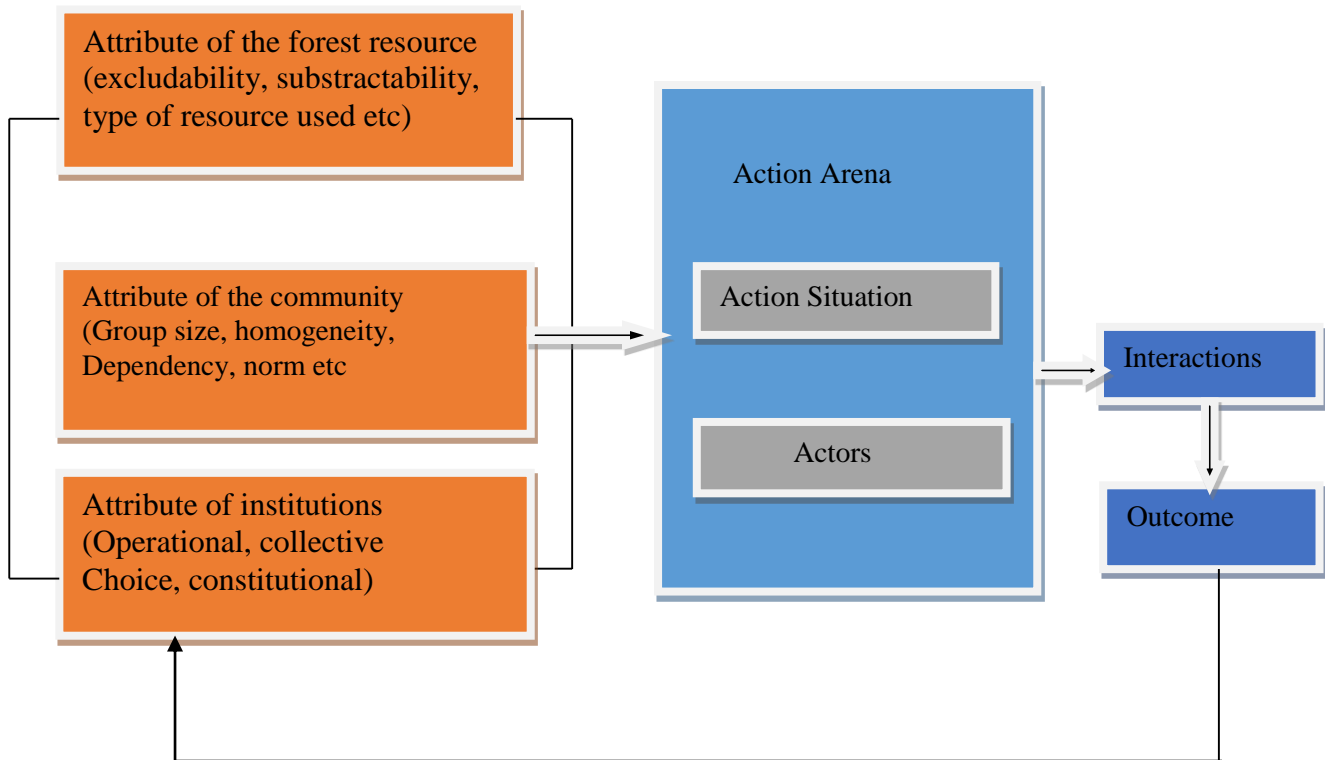 Attribute of the forest resource
(excludability, substractability,
type of resource used etc)
Attribute of the community
(Group size, homogeneity,
Dependency, norm etc
Attribute of institutions
(Operational, collective
Choice, constitutional)
Action Arena
Action Situation
Actors
Interactions
Outcome